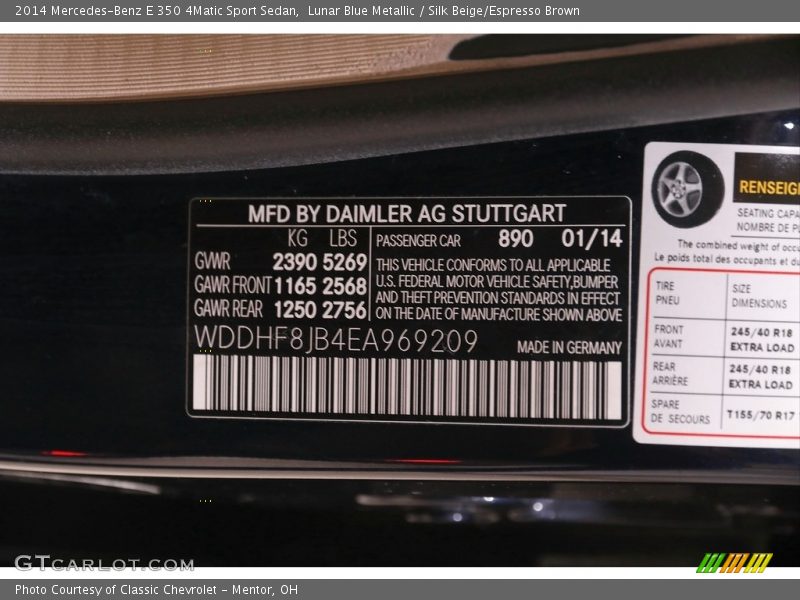 2014 Mercedes-Benz E 350 4Matic Sport Sedan,  Lunar Blue Metallic / Silk Beige/Espresso Brown
MFD BY DAIMLER AG STUTTGART
KG LBS
GWVR 2390 5269
GAWR FRONT 1165 2568
GAWR REAR 1250 2756
PASSENGER CAR 890 01/14
THIS VEHICLE CONFORMS TO ALL APPLICABLE
U.S. FEDERAL MOTOR VEHICLE SAFETY, BUMPER
AND THEFT PREVENTION STANDARDS IN EFFECT
ON THE DATE OF MANUFACTURE SHOWN ABOVE
WDDHF8JB4EA969209
MADE IN GERMANY
RENSEIG
SEATING CAPA
NOMBRE DE PL
The combined weight of occu
Le poids total des occupants et du
TIRE SIZE
PNEU DIMENSIONS
FRONT 245/40 R18
AVANT EXTRA LOAD
REAR 245/40 R18
ARRIÈRE EXTRA LOAD
SPARE
DE SECOURS T155/70 R17
GTCARLOT.COM
Photo Courtesy of Classic Chevrolet - Mentor, OH